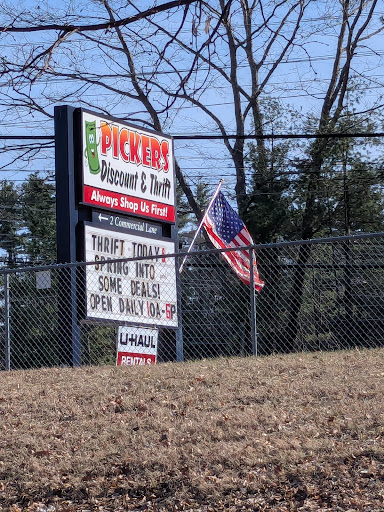 PICKERS
Discount & Thrift
Always Shop Us First!
← 2 Commercial Lane
THRIFT TODAY &
SPRING INTO
SOME DEALS!
OPEN DAILY 10A-6P
U-HAUL
RENTALS